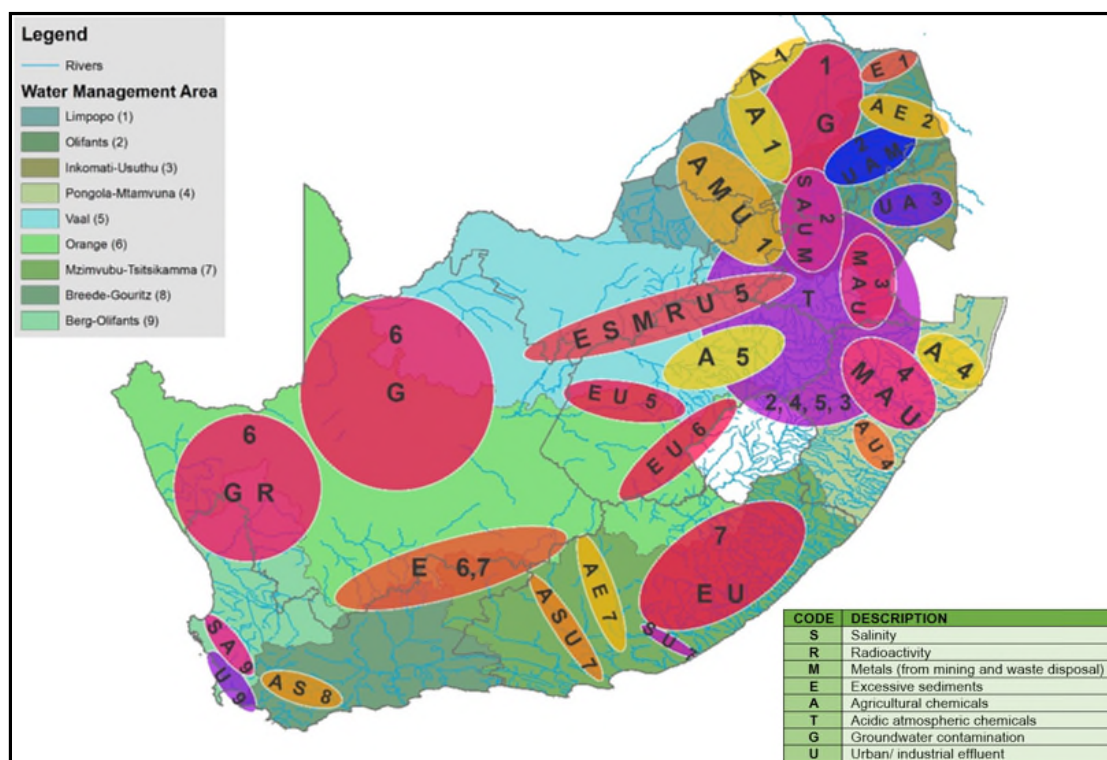 Legend
Rivers
Water Management Area
Limpopo (1)
Olifants (2)
Inkomati-Usuthu (3)
Pongola-Mtamvuna (4)
Vaal (5)
Orange (6)
Mzimvubu-Tsitsikamma (7)
Breede-Gouritz (8)
Berg-Olifants (9)
A 1
1
G
E 1
A 1
A E 2
2
U A M
A M U 1
S A U M
2
U A 3
M A U
3
T
E S M R U 5
A 5
2, 4, 5, 3
4
M A U
A 4
A U 4
6
G
E U 5
E U 6
6
G R
E 6,7
A E 7
A S U 7
7
E U
S U 7
S A 9
U 9
A S 8
CODE DESCRIPTION
S Salinity
R Radioactivity
M Metals (from mining and waste disposal)
E Excessive sediments
A Agricultural chemicals
T Acidic atmospheric chemicals
G Groundwater contamination
U Urban/ industrial effluent